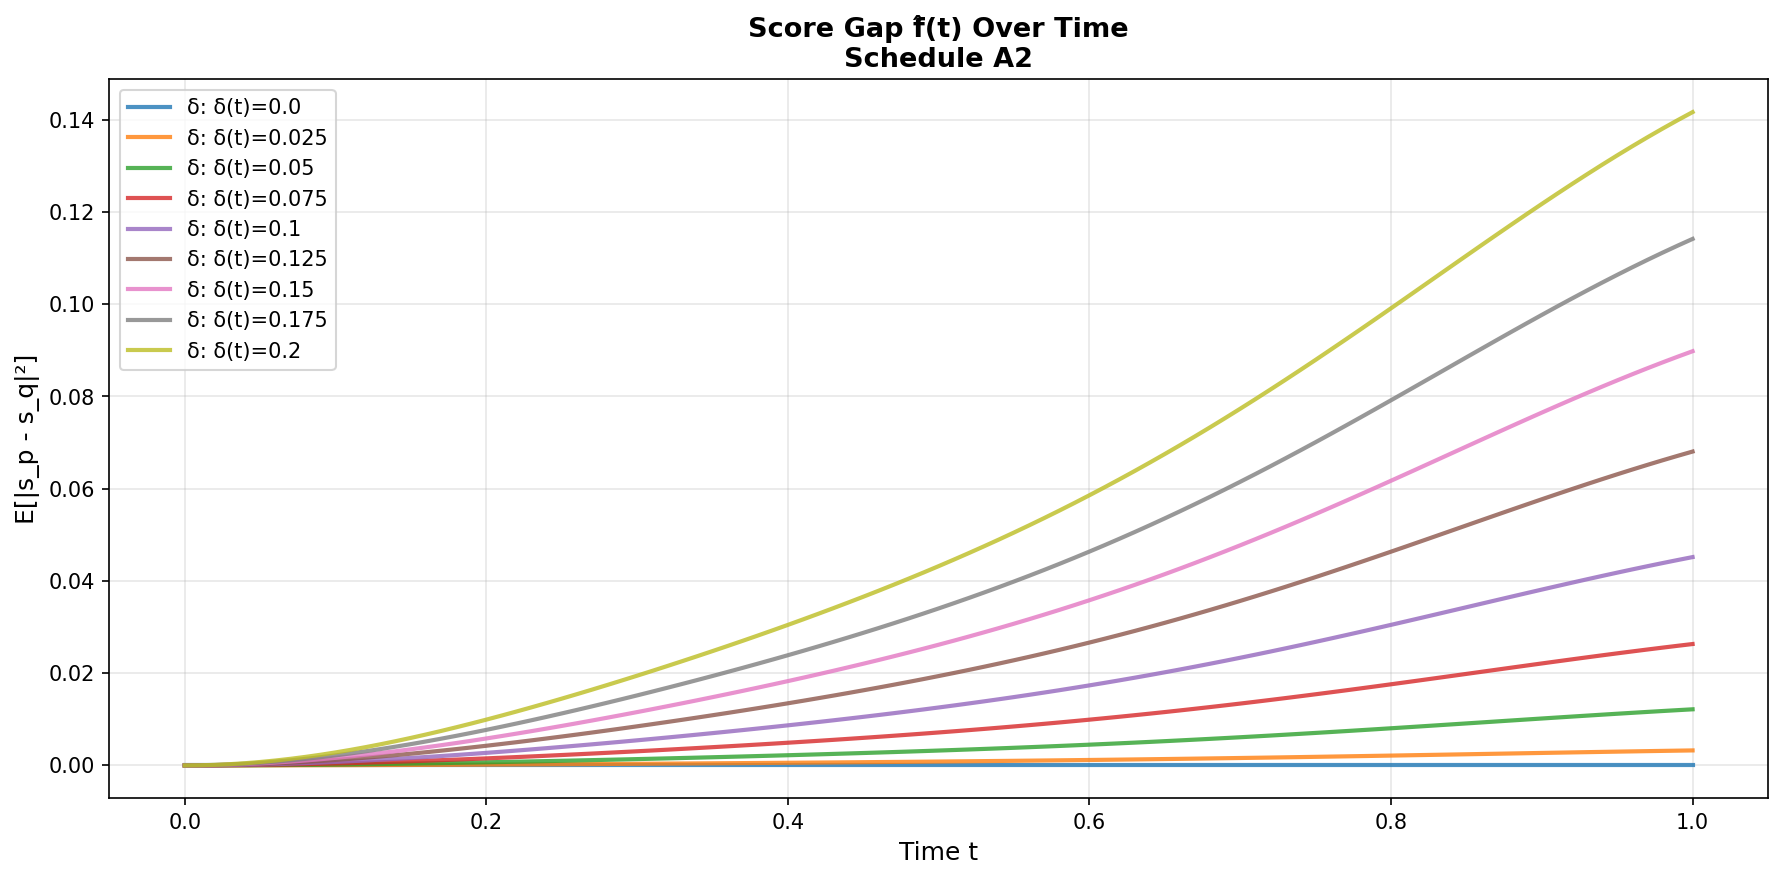 Score Gap f̂(t) Over Time
Schedule A2
δ: δ(t)=0.0
δ: δ(t)=0.025
δ: δ(t)=0.05
δ: δ(t)=0.075
δ: δ(t)=0.1
δ: δ(t)=0.125
δ: δ(t)=0.15
δ: δ(t)=0.175
δ: δ(t)=0.2
E[|s_p - s_q|²]
0.14
0.12
0.10
0.08
0.06
0.04
0.02
0.00
0.0 0.2 0.4 0.6 0.8 1.0
Time t